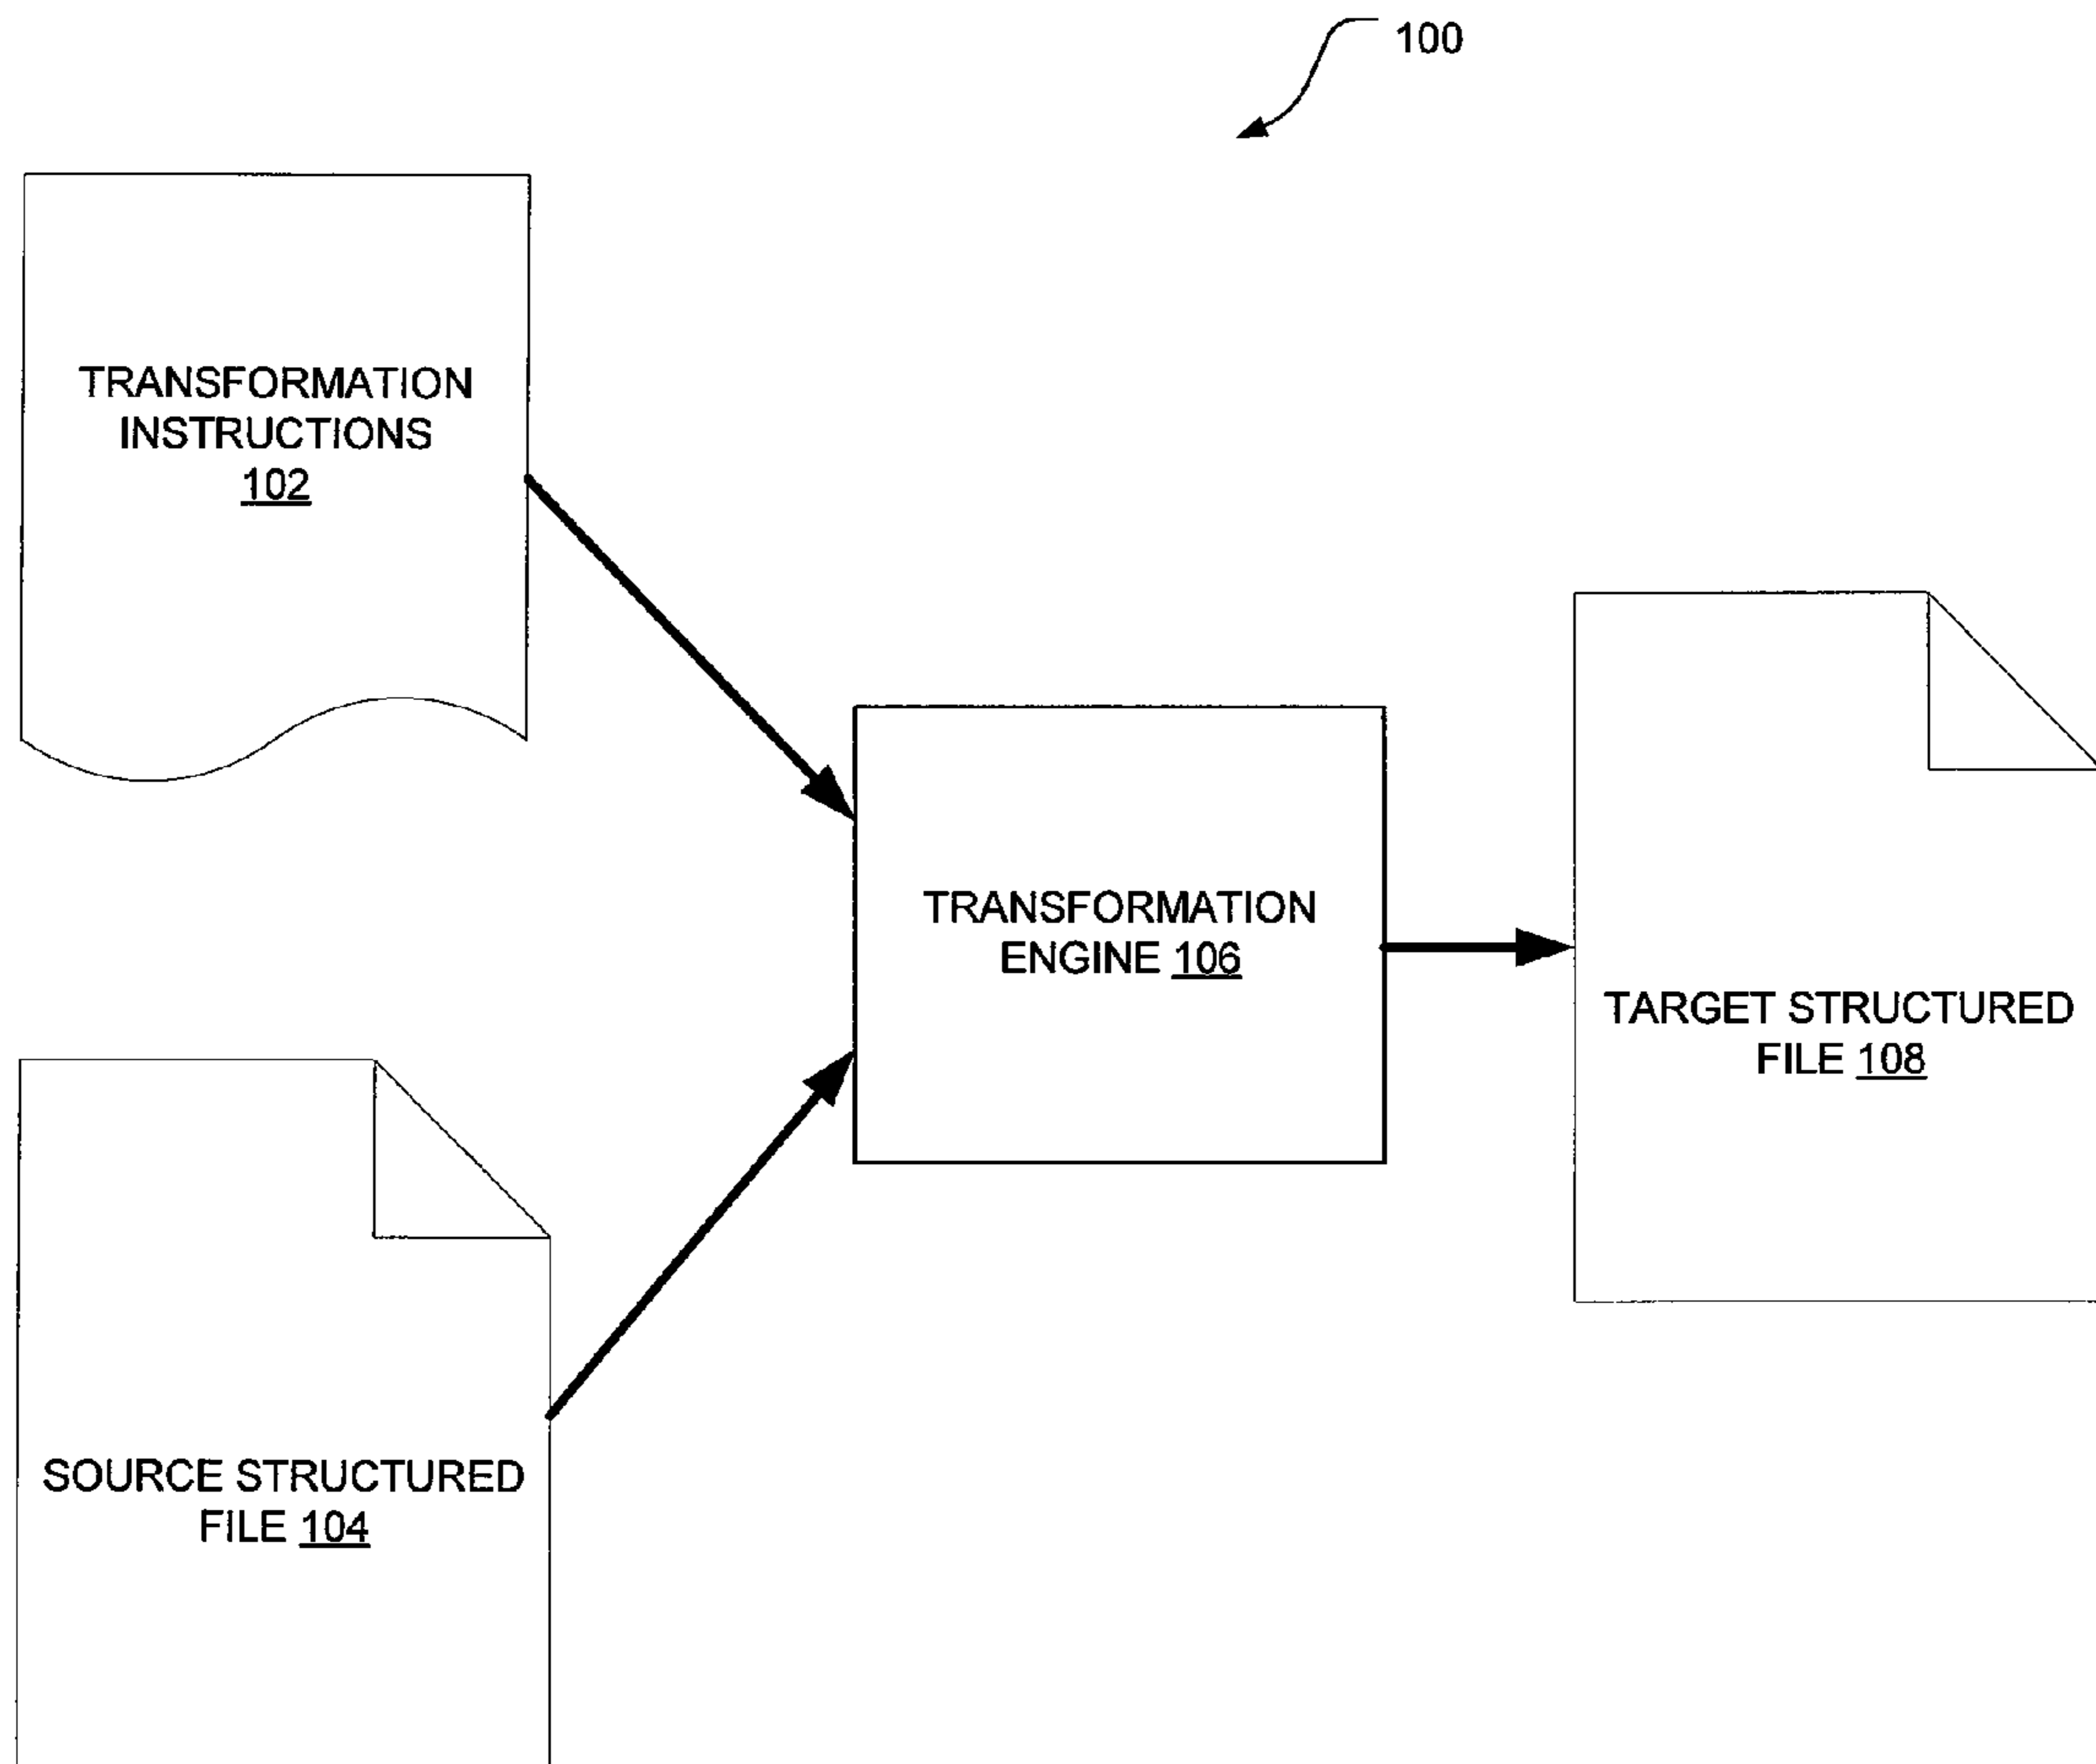 100
TRANSFORMATION
INSTRUCTIONS
102
TRANSFORMATION
ENGINE 106
TARGET STRUCTURED
FILE 108
SOURCE STRUCTURED
FILE 104